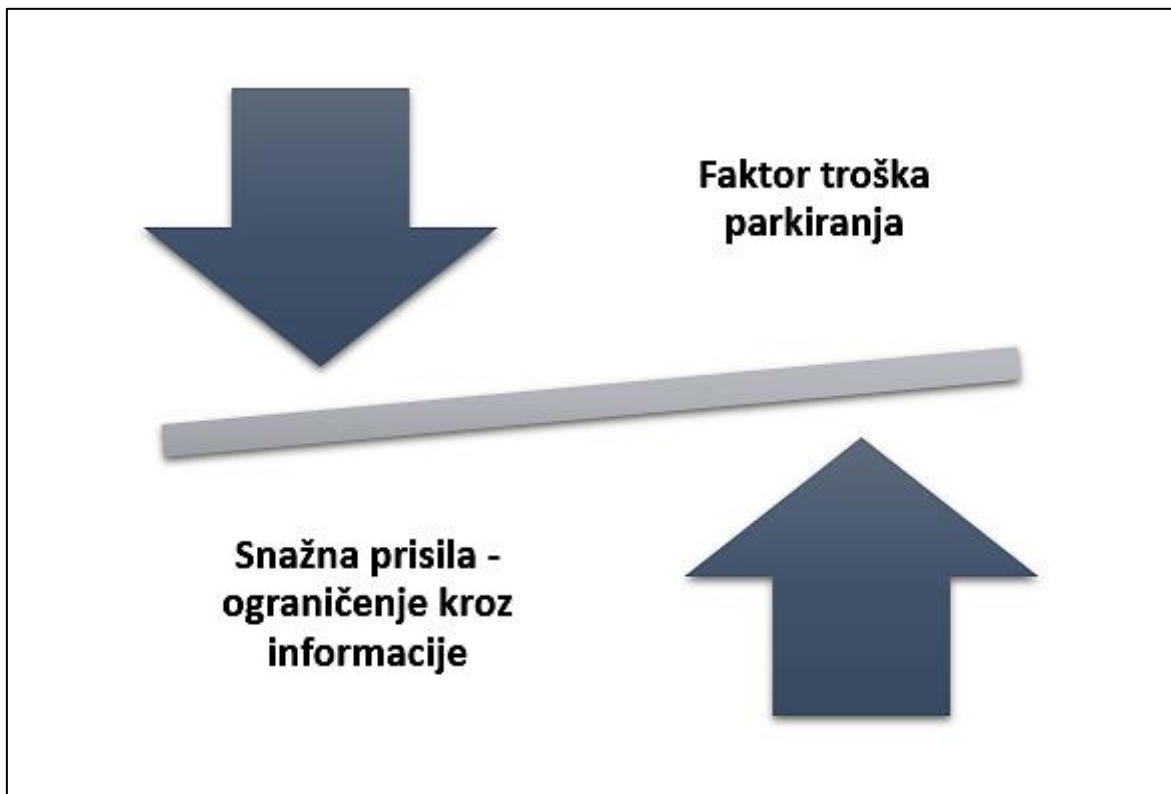 Faktor troška
parkiranja
Snažna prisila -
ograničenje kroz
informacije